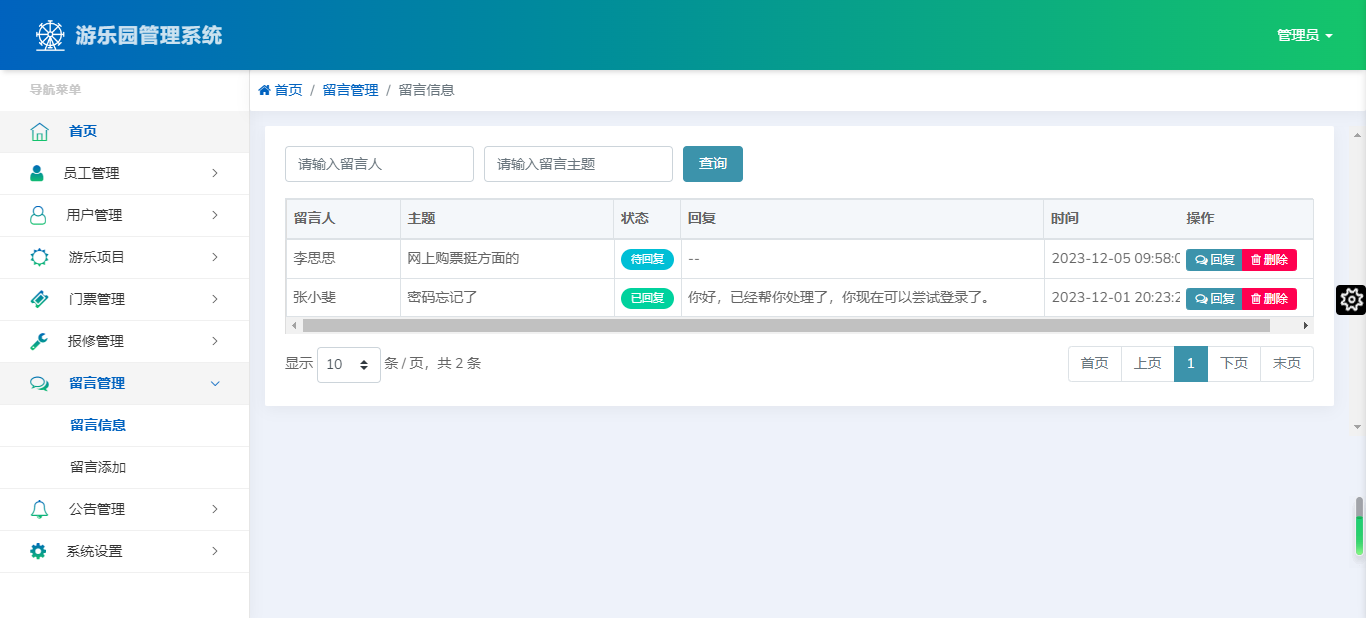 游乐园管理系统
管理员
导航菜单
首页 / 留言管理 / 留言信息
首页
员工管理
用户管理
游乐项目
门票管理
报修管理
留言管理
留言信息
留言添加
公告管理
系统设置
请输入留言人 请输入留言主题 查询
留言人 主题 状态 回复 时间 操作
李思思 网上购票挺方面的 待回复 -- 2023-12-05 09:58:0 回复 删除
张小斐 密码忘记了 已回复 你好，已经帮你处理了，你现在可以尝试登录了。 2023-12-01 20:23:2 回复 删除
显示 10 条 / 页，共 2 条 首页 上页 1 下页 末页